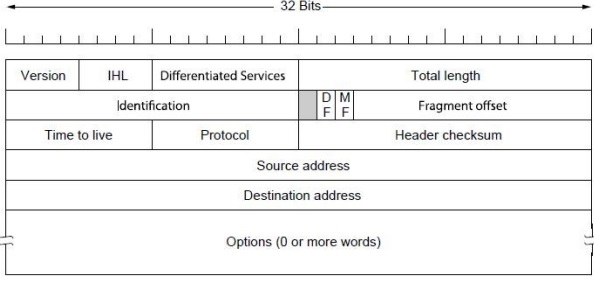 32 Bits
Version IHL Differentiated Services Total length
Identification D F M F Fragment offset
Time to live Protocol Header checksum
Source address
Destination address
Options (0 or more words)